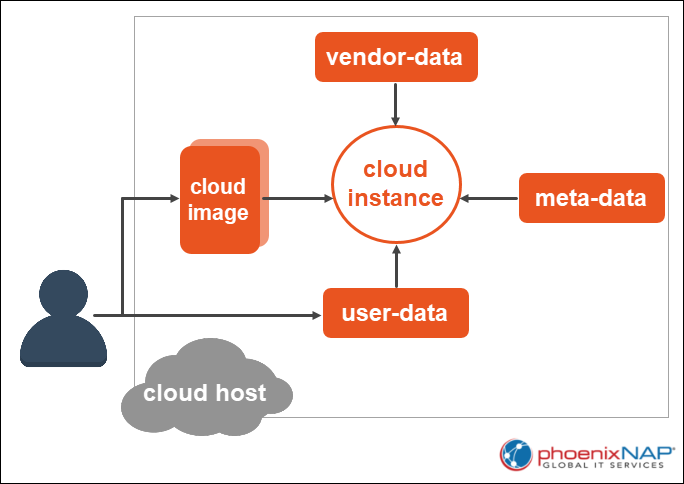 vendor-data
cloud
instance
cloud
image
meta-data
user-data
cloud host
phoenixNAP®
GLOBAL IT SERVICES